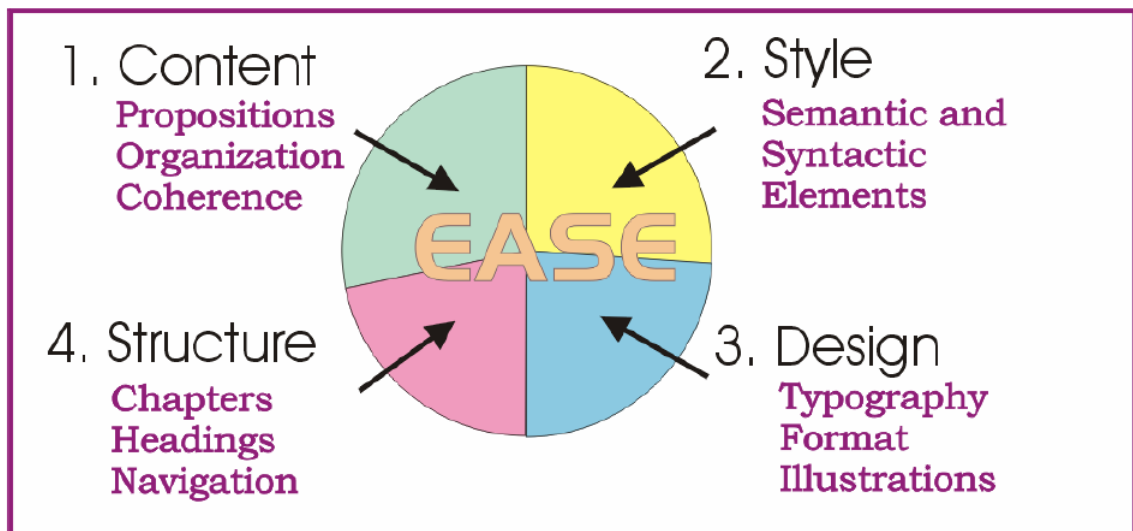 1. Content
Propositions
Organization
Coherence
2. Style
Semantic and
Syntactic
Elements
EASE
4. Structure
Chapters
Headings
Navigation
3. Design
Typography
Format
Illustrations